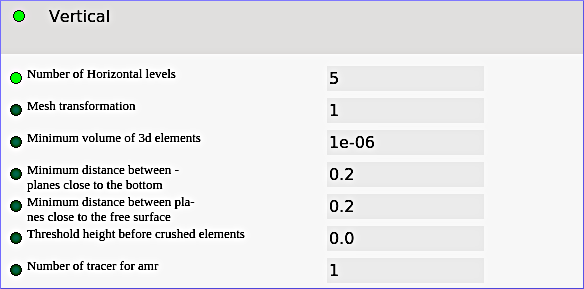 Vertical
Number of Horizontal levels
5
Mesh transformation
1
Minimum volume of 3d elements
1e-06
Minimum distance between -
planes close to the bottom
0.2
Minimum distance between pla-
nes close to the free surface
0.2
Threshold height before crushed elements
0.0
Number of tracer for amr
1